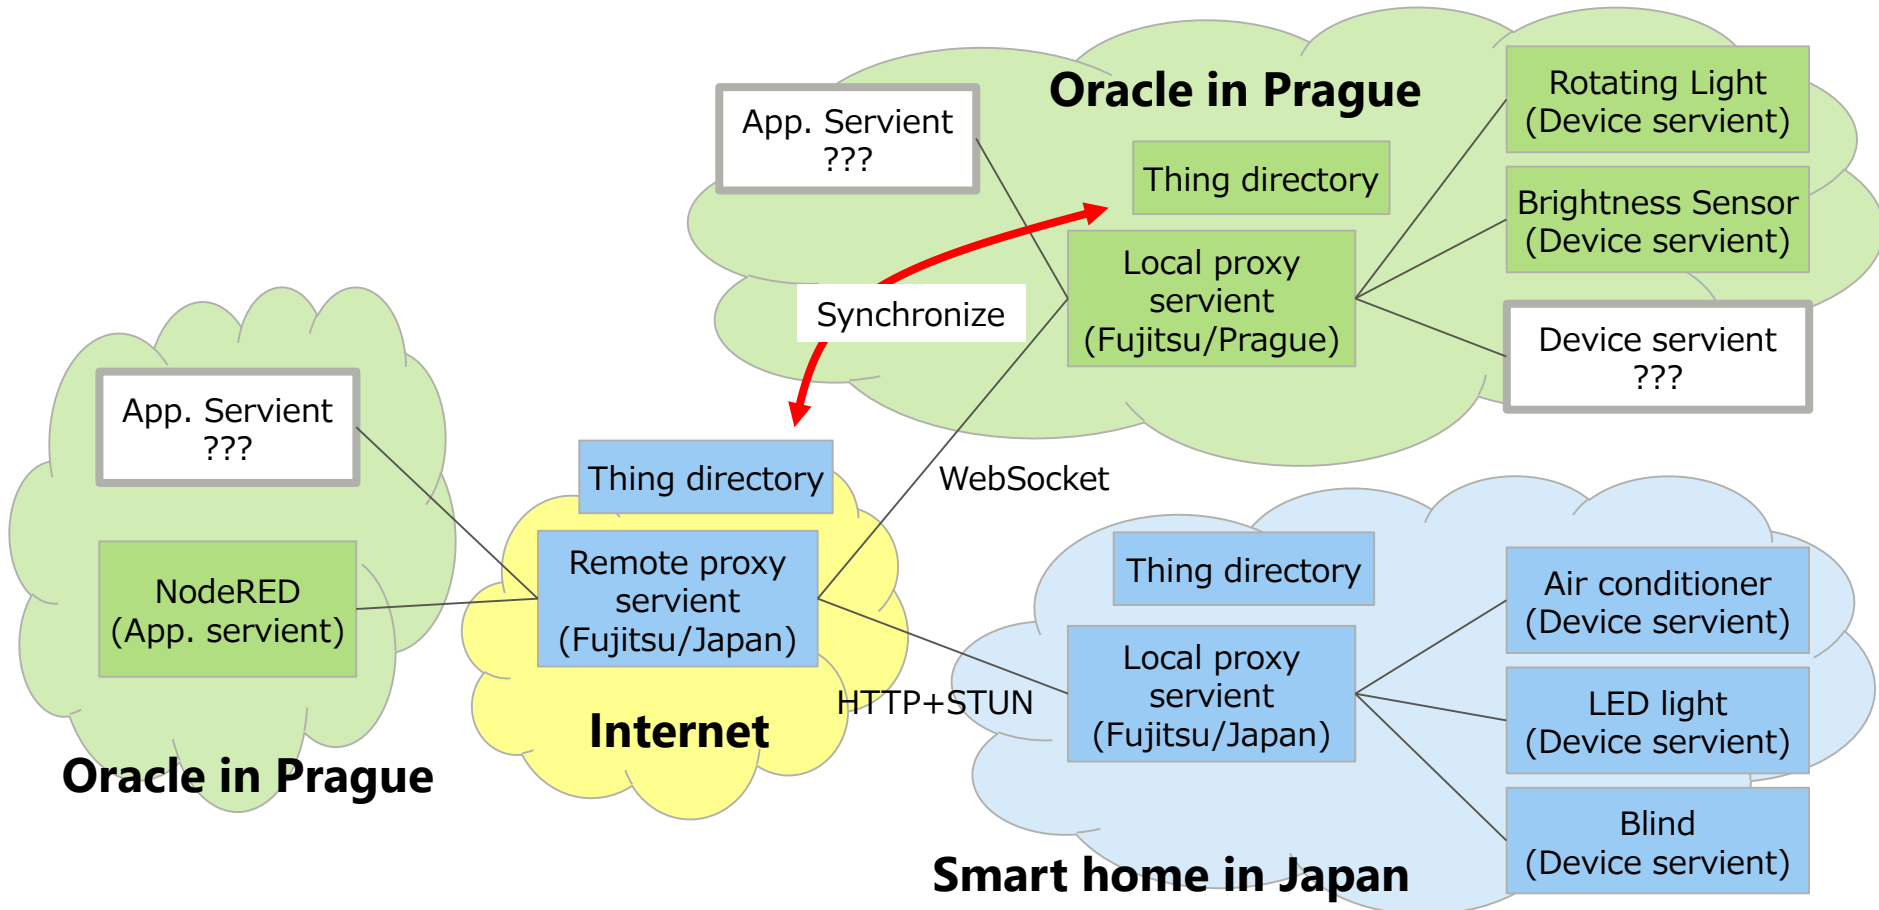 Oracle in Prague
App. Servient
???
Thing directory
Local proxy
servient
(Fujitsu/Prague)
Rotating Light
(Device servient)
Brightness Sensor
(Device servient)
Device servient
???
Synchronize
App. Servient
???
NodeRED
(App. servient)
Oracle in Prague
Thing directory
Remote proxy
servient
(Fujitsu/Japan)
Internet
WebSocket
HTTP+STUN
Thing directory
Local proxy
servient
(Fujitsu/Japan)
Air conditioner
(Device servient)
LED light
(Device servient)
Blind
(Device servient)
Smart home in Japan